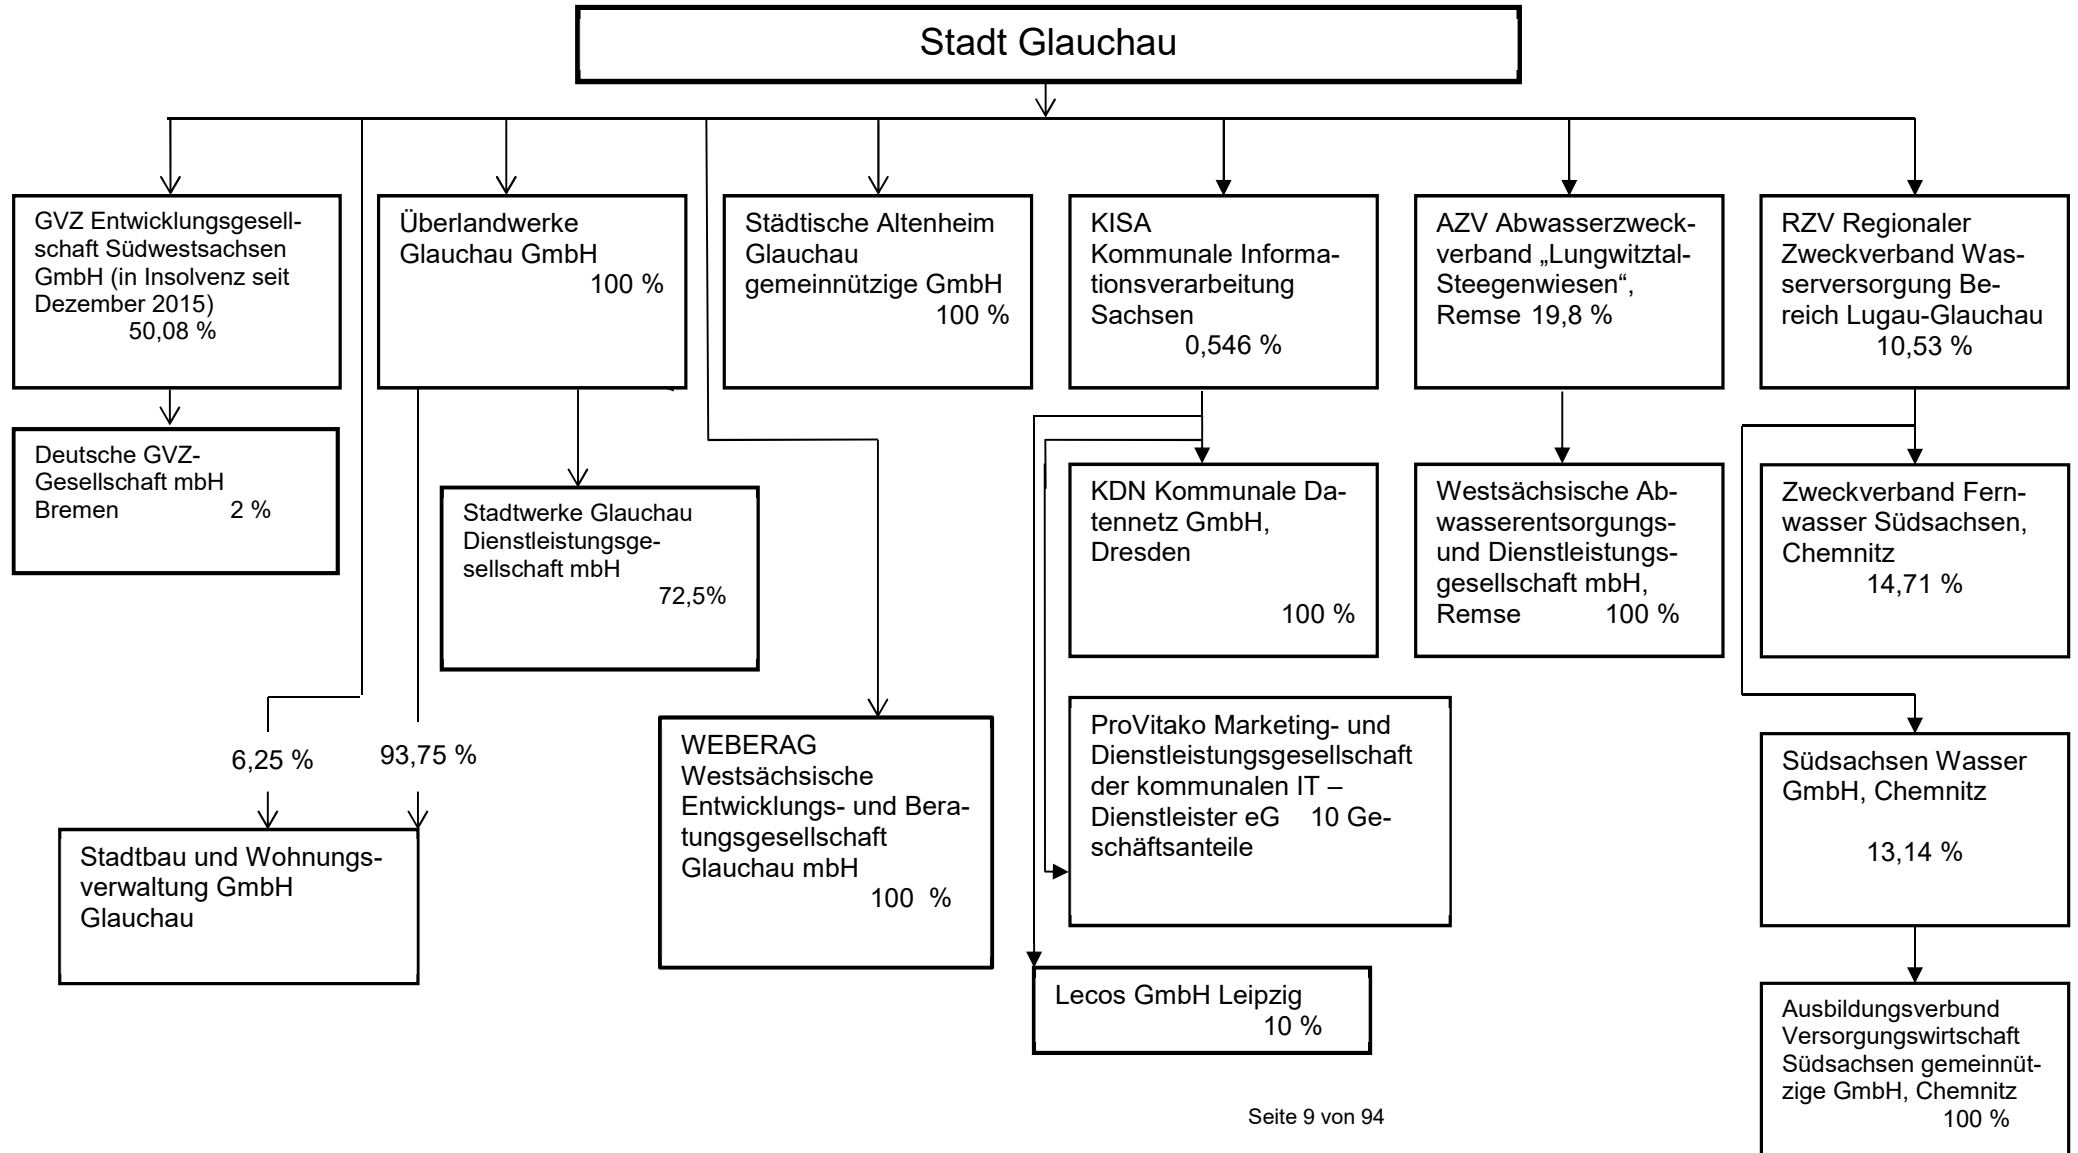 Stadt Glauchau
GVZ Entwicklungsgesell-
schaft Südwestsachsen
GmbH (in Insolvenz seit
Dezember 2015)
50,08 %
Überlandwerke
Glauchau GmbH
100 %
Städtische Altenheim
Glauchau
gemeinnützige GmbH
100 %
KISA
Kommunale Informa-
tionsverarbeitung
Sachsen
0,546 %
AZV Abwasserzweck-
verband „Lungwitztal-
Steegenwiesen“,
Remse 19,8 %
RZV Regionaler
Zweckverband Was-
serversorgung Be-
reich Lugau-Glauchau
10,53 %
Deutsche GVZ-
Gesellschaft mbH
Bremen 2 %
Stadtwerke Glauchau
Dienstleistungsge-
sellschaft mbH
72,5%
KDN Kommunale Da-
tennetz GmbH,
Dresden
100 %
Westsächsische Ab-
wasserentsorgungs-
und Dienstleistungs-
gesellschaft mbH,
Remse 100 %
Zweckverband Fern-
wasser Südsachsen,
Chemnitz
14,71 %
6,25 %
93,75 %
Stadtbau und Wohnungs-
verwaltung GmbH
Glauchau
WEBERAG
Westsächsische
Entwicklungs- und Bera-
tungsgesellschaft
Glauchau mbH
100 %
ProVitako Marketing- und
Dienstleistungsgesellschaft
der kommunalen IT –
Dienstleister eG 10 Ge-
schäftsanteile
Südsachsen Wasser
GmbH, Chemnitz
13,14 %
Lecos GmbH Leipzig
10 %
Ausbildungsverbund
Versorgungswirtschaft
Südsachsen gemeinnüt-
zige GmbH, Chemnitz
100 %
Seite 9 von 94